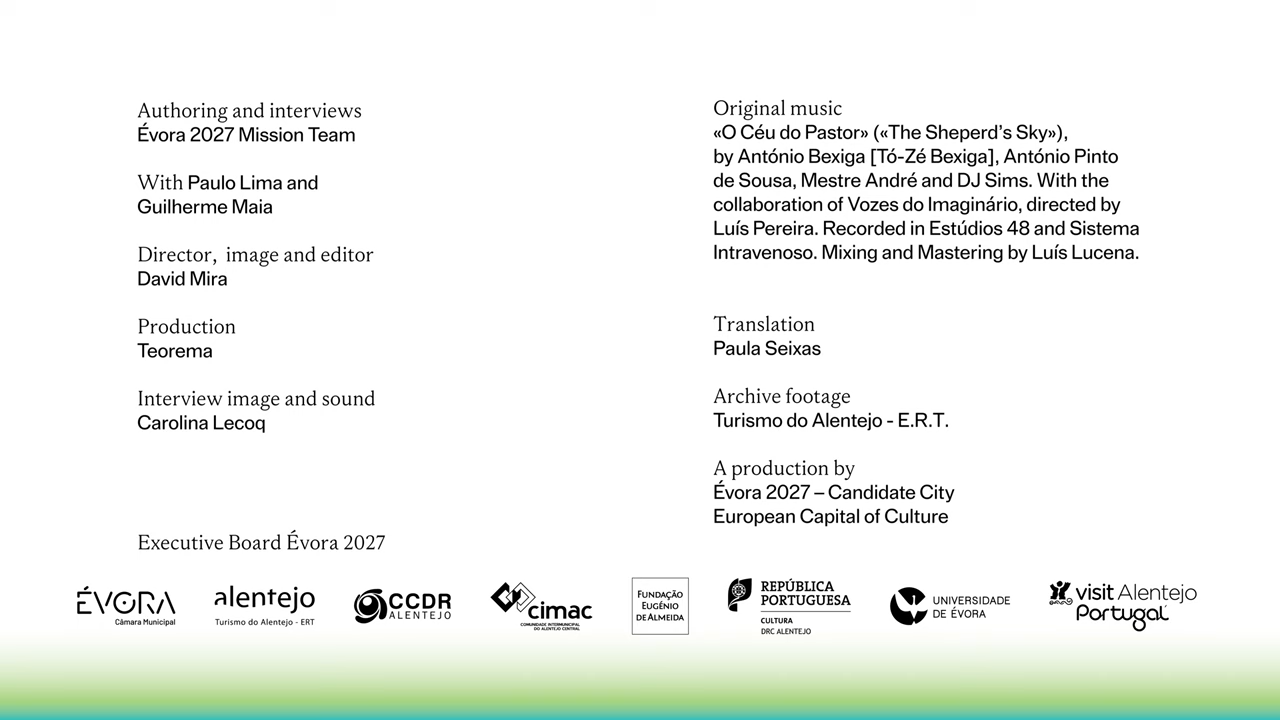 Authoring and interviews
Évora 2027 Mission Team
With Paulo Lima and
Guilherme Maia
Director, image and editor
David Mira
Production
Teorema
Interview image and sound
Carolina Lecoq
Original music
«O Céu do Pastor» («The Sheperd’s Sky»),
by António Bexiga [Tó-Zé Bexiga], António Pinto
de Sousa, Mestre André and DJ Sims. With the
collaboration of Vozes do Imaginário, directed by
Luís Pereira. Recorded in Estúdios 48 and Sistema
Intravenoso. Mixing and Mastering by Luís Lucena.
Translation
Paula Seixas
Archive footage
Turismo do Alentejo - E.R.T.
A production by
Évora 2027 – Candidate City
European Capital of Culture
Executive Board Évora 2027
ÉVORA
Câmara Municipal
alentejo
Turismo do Alentejo - ERT
CCDR
ALENTEJO
cimac
COMUNIDADE INTERMUNICIPAL
DO ALENTEJO CENTRAL
FUNDAÇÃO
EUGÉNIO
DE ALMEIDA
REPÚBLICA
PORTUGUESA
CULTURA
DRC ALENTEJO
UNIVERSIDADE
DE ÉVORA
visit Alentejo
Portugal